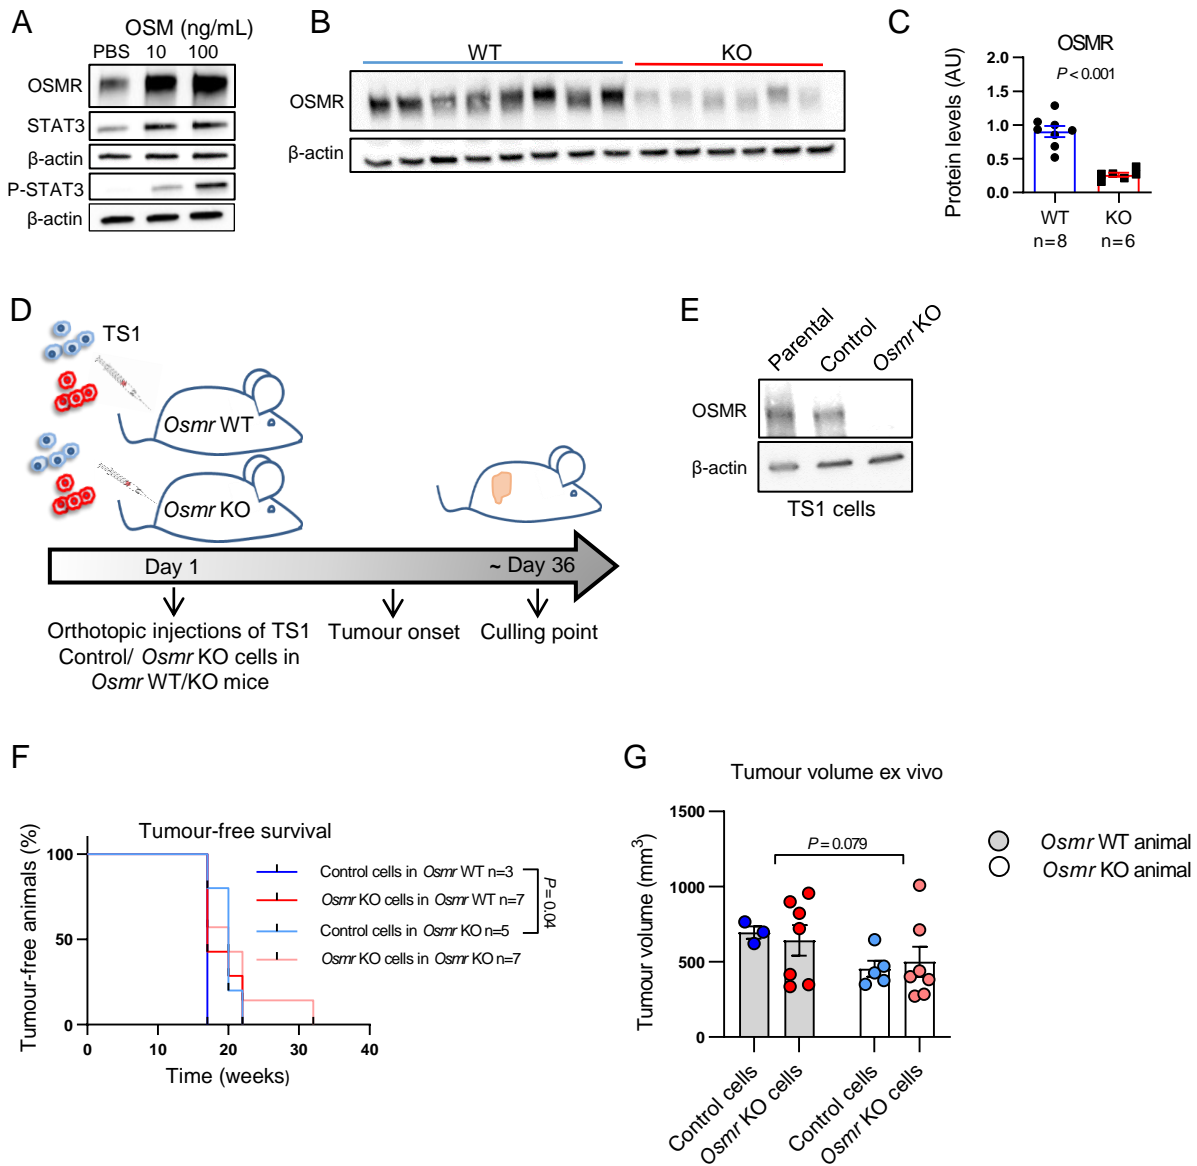 A
OSM (ng/mL)
PBS 10 100
OSMR
STAT3
β-actin
P-STAT3
β-actin
B
WT KO
OSMR
β-actin
C
OSMR
P < 0.001
Protein levels (AU)
2.0
1.5
1.0
0.5
0.0
WT KO
n=8 n=6
D
TS1
Osmr WT
Osmr KO
Day 1 ~ Day 36
Orthotopic injections of TS1
Control/ Osmr KO cells in
Osmr WT/KO mice
Tumour onset
Culling point
E
Parental Control Osmr KO
OSMR
β-actin
TS1 cells
F
Tumour-free survival
Tumour-free animals (%)
100
50
0
0 10 20 30 40
Time (weeks)
Control cells in Osmr WT n=3
Osmr KO cells in Osmr WT n=7
Control cells in Osmr KO n=5
Osmr KO cells in Osmr KO n=7
P = 0.04
G
Tumour volume ex vivo
Tumour volume (mm³)
1500
1000
500
0
P = 0.079
Control cells
Osmr KO cells
Control cells
Osmr KO cells
Osmr WT animal
Osmr KO animal